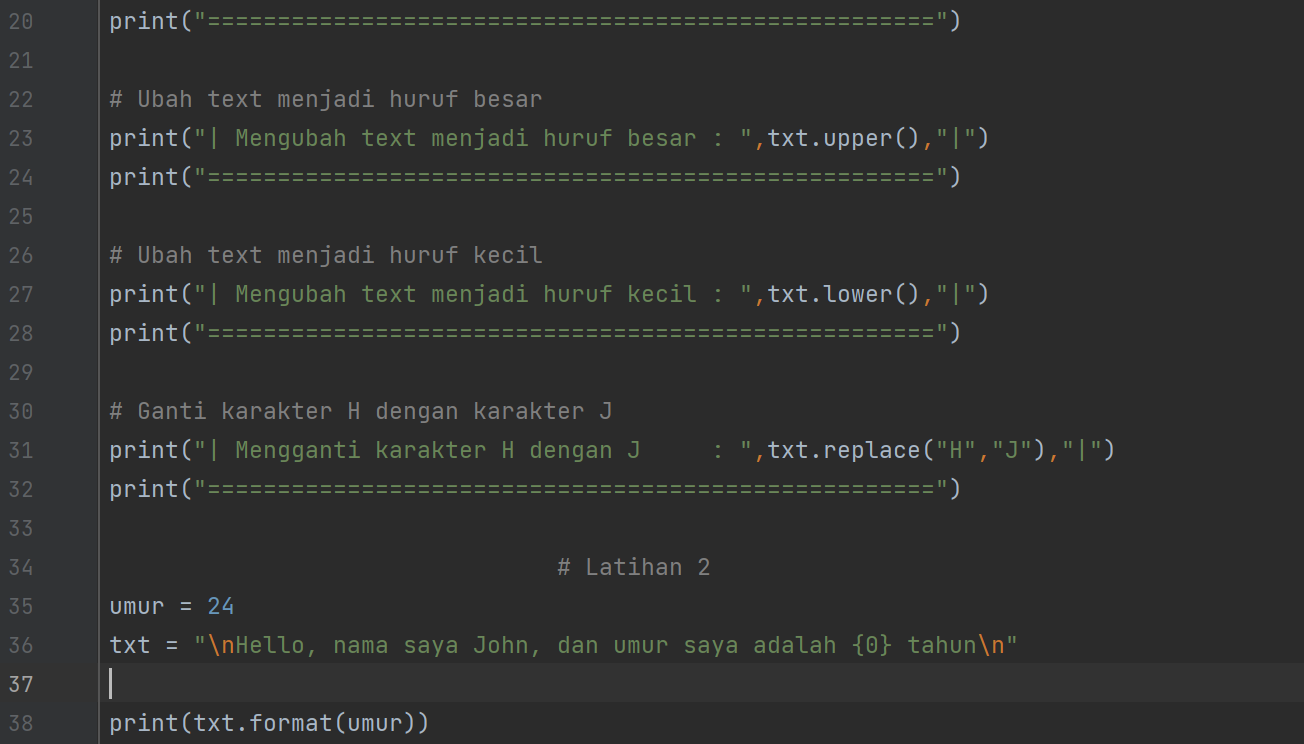 20 print("====================================================")
21
22 # Ubah text menjadi huruf besar
23 print("| Mengubah text menjadi huruf besar : ",txt.upper(),"|")
24 print("====================================================")
25
26 # Ubah text menjadi huruf kecil
27 print("| Mengubah text menjadi huruf kecil : ",txt.lower(),"|")
28 print("====================================================")
29
30 # Ganti karakter H dengan karakter J
31 print("| Mengganti karakter H dengan J     : ",txt.replace("H","J"),"|")
32 print("====================================================")
33
34                                 # Latihan 2
35 umur = 24
36 txt = "\nHello, nama saya John, dan umur saya adalah {0} tahun\n"
37
38 print(txt.format(umur))